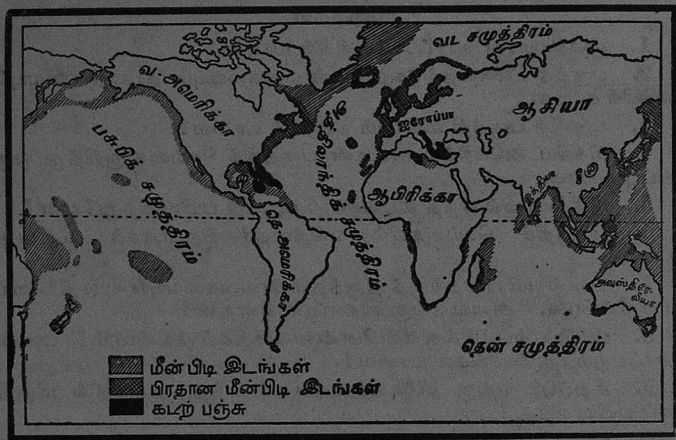 வட சமுத்திரம்
வ-அமெரிக்கா
ஐரோப்பா
ஆசியா
பசுபிக் சமுத்திரம்
அத்திலாந்திக் சமுத்திரம்
ஆபிரிக்கா
இந்தியா
தெ-அமெரிக்கா
அவுஸ்திரே
லியா
தென் சமுத்திரம்
மீன்பிடி இடங்கள்
பிரதான மீன்பிடி இடங்கள்
கடற் பஞ்சு